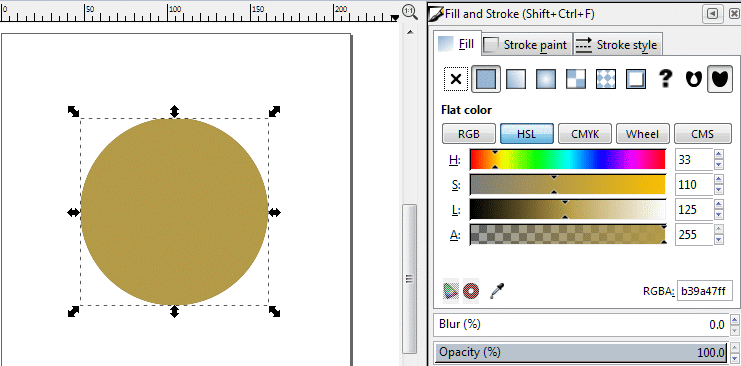 0 50 100 150 200
1:1
Fill and Stroke (Shift+Ctrl+F)
Fill Stroke paint Stroke style
?
Flat color
RGB HSL CMYK Wheel CMS
H: 33
S: 110
L: 125
A: 255
RGBA: b39a47ff
Blur (%) 0.0
Opacity (%) 100.0